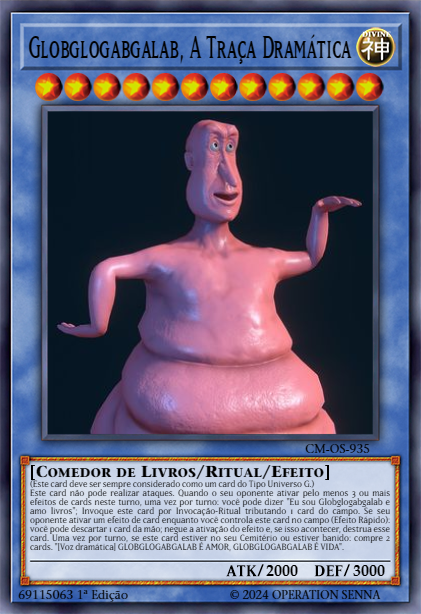 Globglogabgalab, A Traça Dramática
DIVINE
神
CM-OS-935
[Comedor de Livros/Ritual/Efeito]
(Este card deve ser sempre considerado como um card do Tipo Universo G.)
Este card não pode realizar ataques. Quando o seu oponente ativar pelo menos 3 ou mais
efeitos de cards neste turno, uma vez por turno: você pode dizer "Eu sou Globglogabgalab e
amo livros"; Invoque este card por Invocação-Ritual tributando 1 card do campo. Se seu
oponente ativar um efeito de card enquanto você controla este card no campo (Efeito Rápido):
você pode descartar 1 card da mão; negue a ativação do efeito e, se isso acontecer, destrua esse
card. Uma vez por turno, se este card estiver no seu Cemitério ou estiver banido: compre 2
cards. "[Voz dramática] GLOBGLOGABGALAB É AMOR, GLOBGLOGABGALAB É VIDA".
ATK/2000 DEF/3000
69115063 1ª Edição
© 2024 OPERATION SENNA